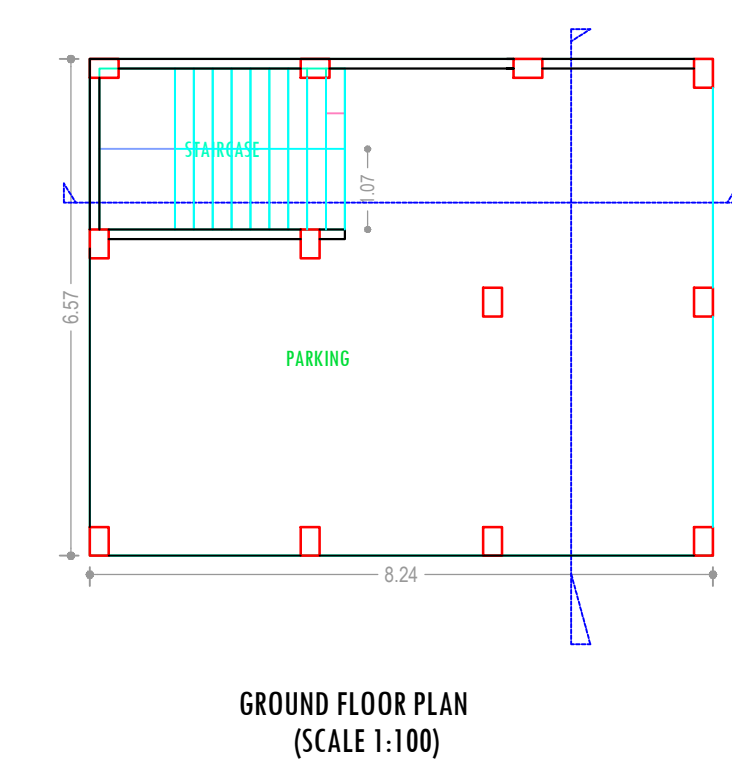 STAIRCASE
1.07
6.57
PARKING
8.24
GROUND FLOOR PLAN
(SCALE 1:100)